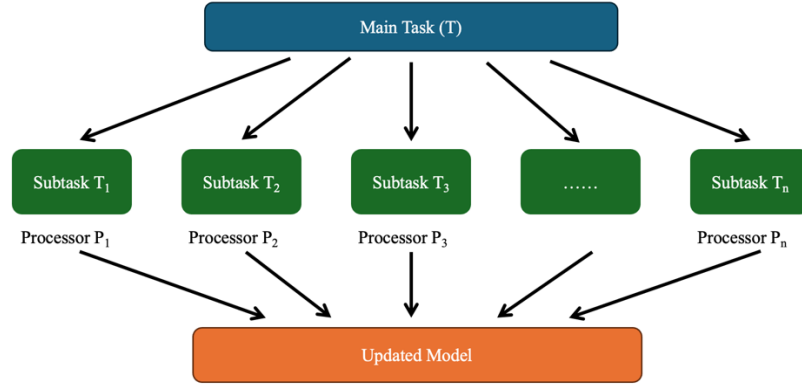 Main Task (T)
Subtask T₁
Subtask T₂
Subtask T₃
......
Subtask Tₙ
Processor P₁
Processor P₂
Processor P₃
Processor Pₙ
Updated Model